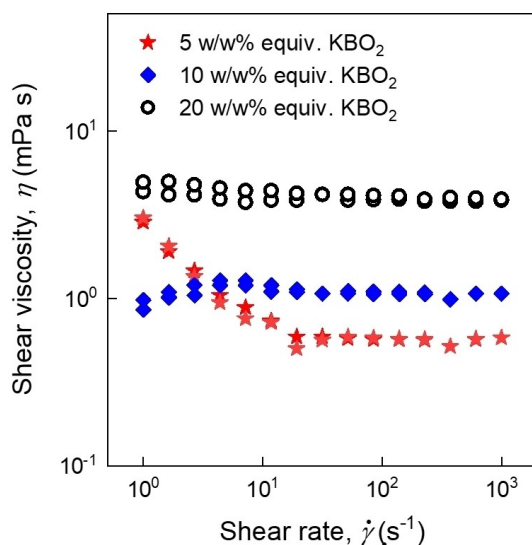 5 w/w% equiv. KBO₂
10 w/w% equiv. KBO₂
20 w/w% equiv. KBO₂
Shear viscosity, η (mPa s)
10¹
10⁰
10⁻¹
10⁰ 10¹ 10² 10³
Shear rate, γ̇ (s⁻¹)